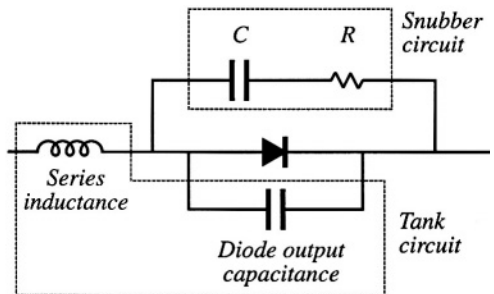 Snubber
circuit
C
R
Series
inductance
Diode output
capacitance
Tank
circuit